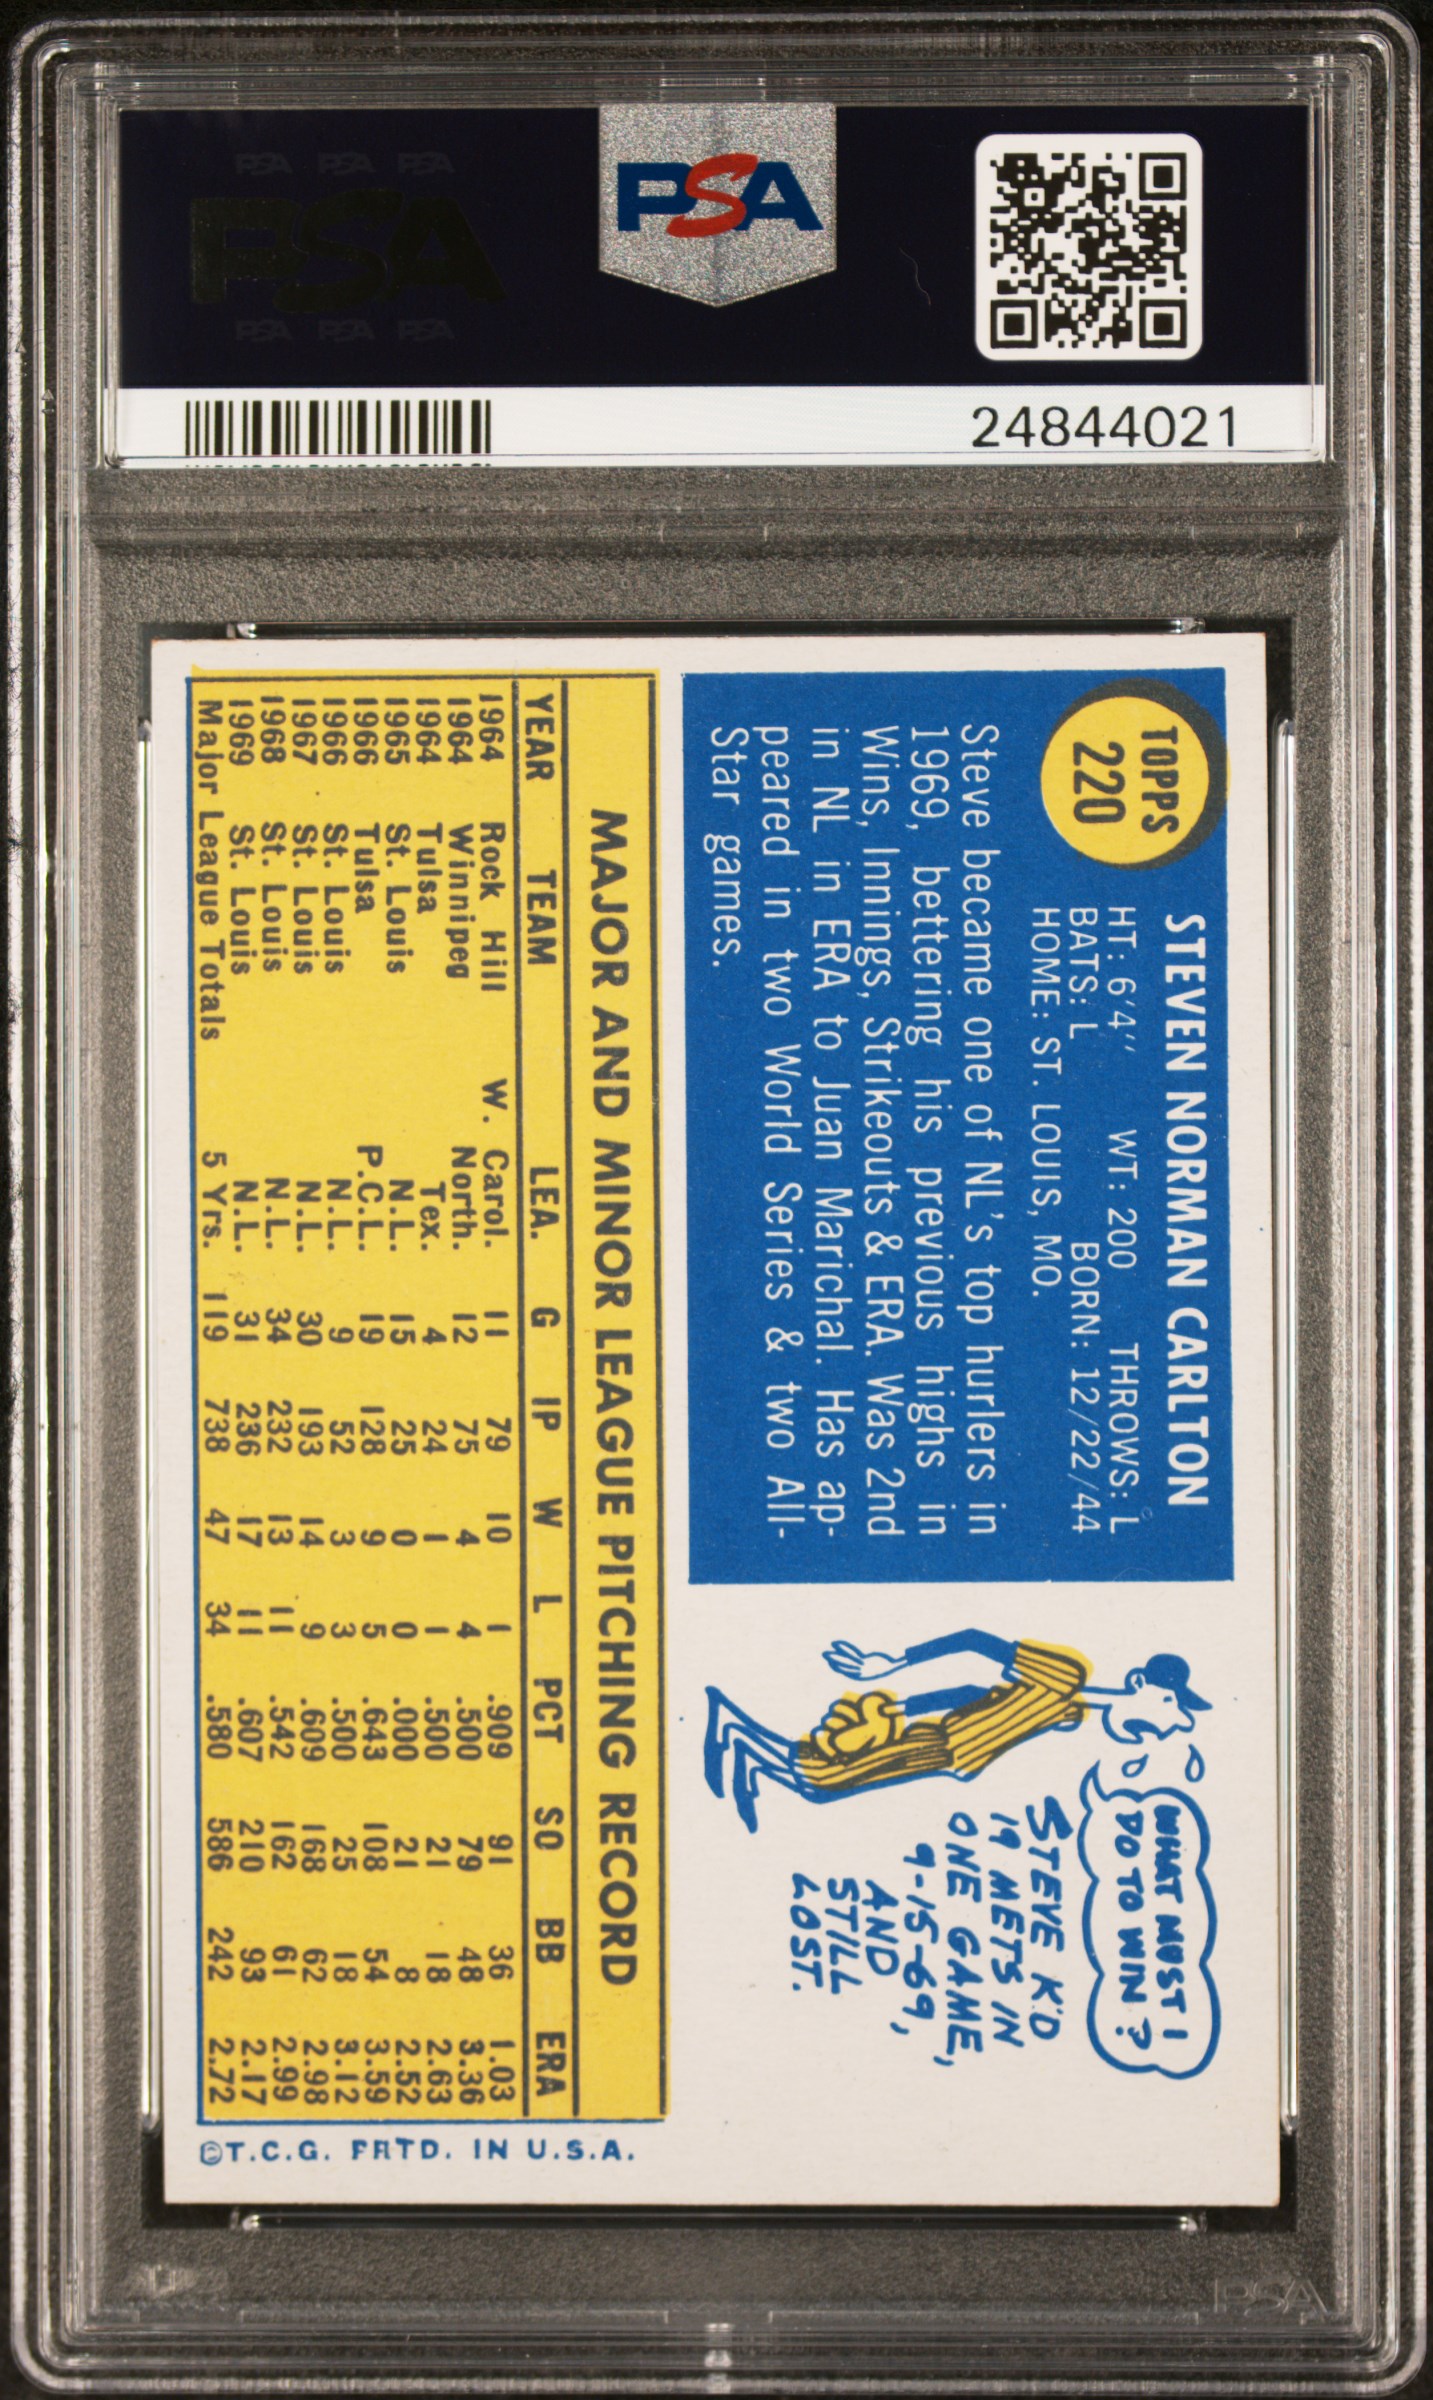 PSA PSA PSA
PSA
PSA PSA PSA
PSA
24844021
TOPPS
220
STEVEN NORMAN CARLTON
HT: 6'4" WT: 200 THROWS: L
BATS: L BORN: 12/22/44
HOME: ST. LOUIS, MO.
Steve became one of NL's top hurlers in
1969, bettering his previous highs in
Wins, Innings, Strikeouts & ERA. Was 2nd
in NL in ERA to Juan Marichal. Has ap-
peared in two World Series & two All-
Star games.
WHAT MUST I
DO TO WIN?
STEVE K'D
19 METS IN
ONE GAME,
9-15-69,
AND
STILL
LOST.
MAJOR AND MINOR LEAGUE PITCHING RECORD
YEAR TEAM LEA. G IP W L PCT SO BB ERA
1964 Rock Hill W. Carol. 11 79 10 1 .909 91 36 1.03
1964 Winnipeg North. 12 75 4 4 .500 79 48 3.36
1964 Tulsa Tex. 4 24 1 1 .500 21 18 2.63
1965 St. Louis N.L. 15 25 0 0 .000 21 8 2.52
1966 Tulsa P.C.L. 19 128 9 5 .643 108 54 3.59
1966 St. Louis N.L. 9 52 3 3 .500 25 18 3.12
1967 St. Louis N.L. 30 193 14 9 .609 168 62 2.98
1968 St. Louis N.L. 34 232 13 11 .542 162 61 2.99
1969 St. Louis N.L. 31 236 17 11 .607 210 93 2.17
Major League Totals 5 Yrs. 119 738 47 34 .580 586 242 2.72
©T.C.G. PRTD. IN U.S.A.
PSA